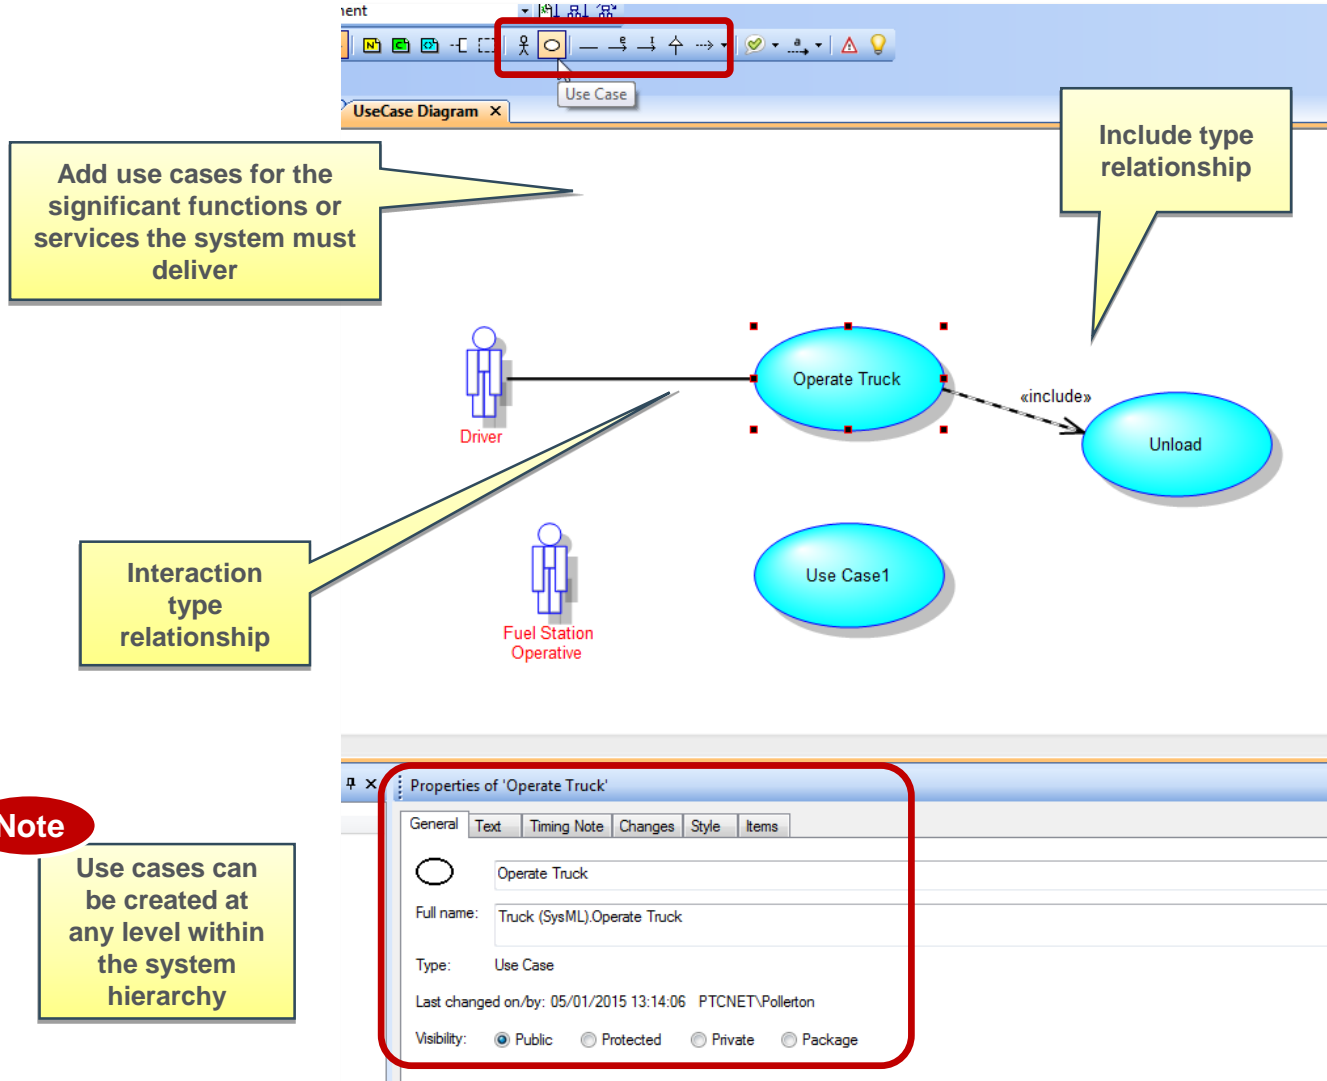 UseCase Diagram
Use Case
Include type
relationship
Add use cases for the
significant functions or
services the system must
deliver
Operate Truck
«include»
Driver
Unload
Interaction
type
relationship
Use Case1
Fuel Station
Operative
Properties of 'Operate Truck'
General Text Timing Note Changes Style Items
Note
Use cases can
be created at
any level within
the system
hierarchy
Operate Truck
Full name: Truck (SysML).Operate Truck
Type: Use Case
Last changed on/by: 05/01/2015 13:14:06 PTCNET\Pollerton
Visibility: Public Protected Private Package